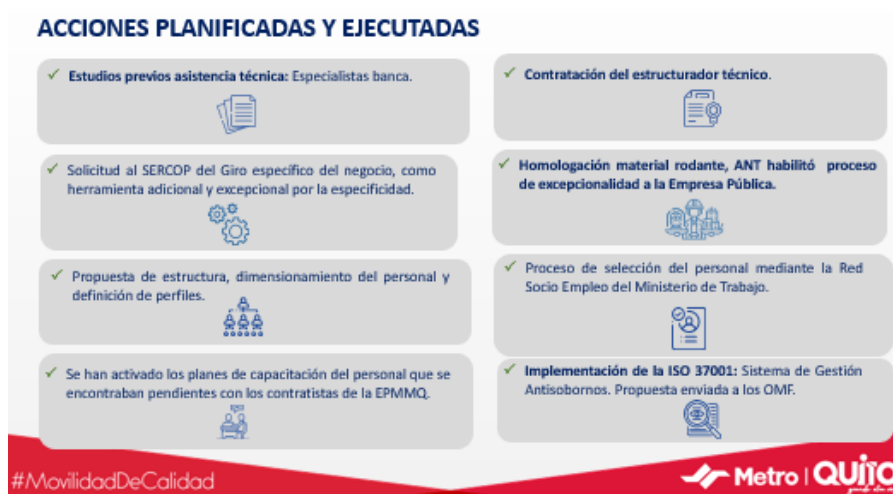 ACCIONES PLANIFICADAS Y EJECUTADAS
✓ Estudios previos asistencia técnica: Especialistas banca.
✓ Solicitud al SERCOP del Giro específico del negocio, como
herramienta adicional y excepcional por la especificidad.
✓ Propuesta de estructura, dimensionamiento del personal y
definición de perfiles.
✓ Se han activado los planes de capacitación del personal que se
encontraban pendientes con los contratistas de la EPMMQ.
✓ Contratación del estructurador técnico.
✓ Homologación material rodante, ANT habilitó proceso
de excepcionalidad a la Empresa Pública.
✓ Proceso de selección del personal mediante la Red
Socio Empleo del Ministerio de Trabajo.
✓ Implementación de la ISO 37001: Sistema de Gestión
Antisobornos. Propuesta enviada a los OMF.
#MovilidadDeCalidad
Metro | Quito